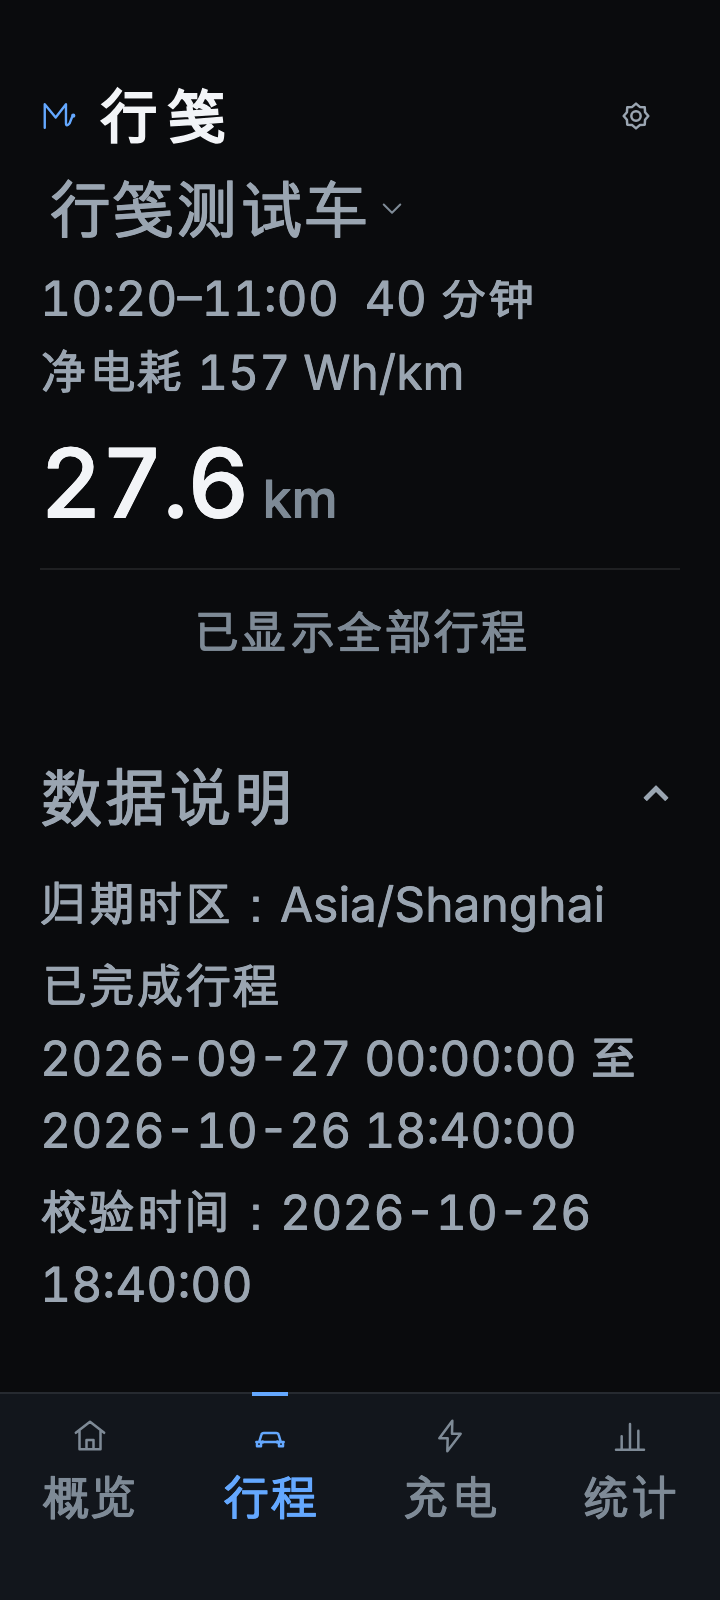 行笺
行笺测试车
10:20–11:00 40 分钟
净电耗 157 Wh/km
27.6 km
已显示全部行程
数据说明
归期时区：Asia/Shanghai
已完成行程
2026-09-27 00:00:00 至
2026-10-26 18:40:00
校验时间：2026-10-26
18:40:00
概览 行程 充电 统计